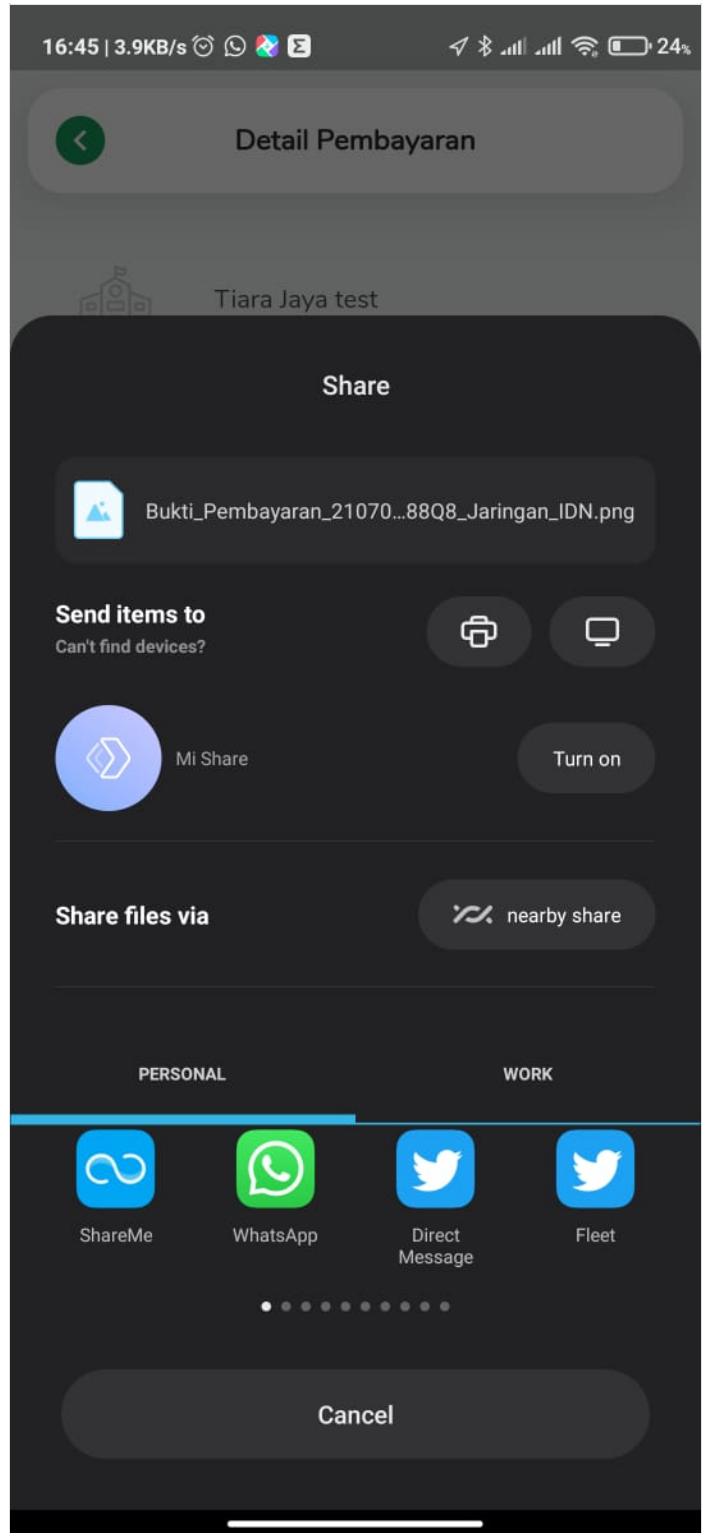 16:45 | 3.9KB/s 24%
Detail Pembayaran
Tiara Jaya test
Share
Bukti_Pembayaran_21070...88Q8_Jaringan_IDN.png
Send items to
Can't find devices?
Mi Share
Turn on
Share files via
nearby share
PERSONAL WORK
ShareMe WhatsApp Direct Message Fleet
Cancel